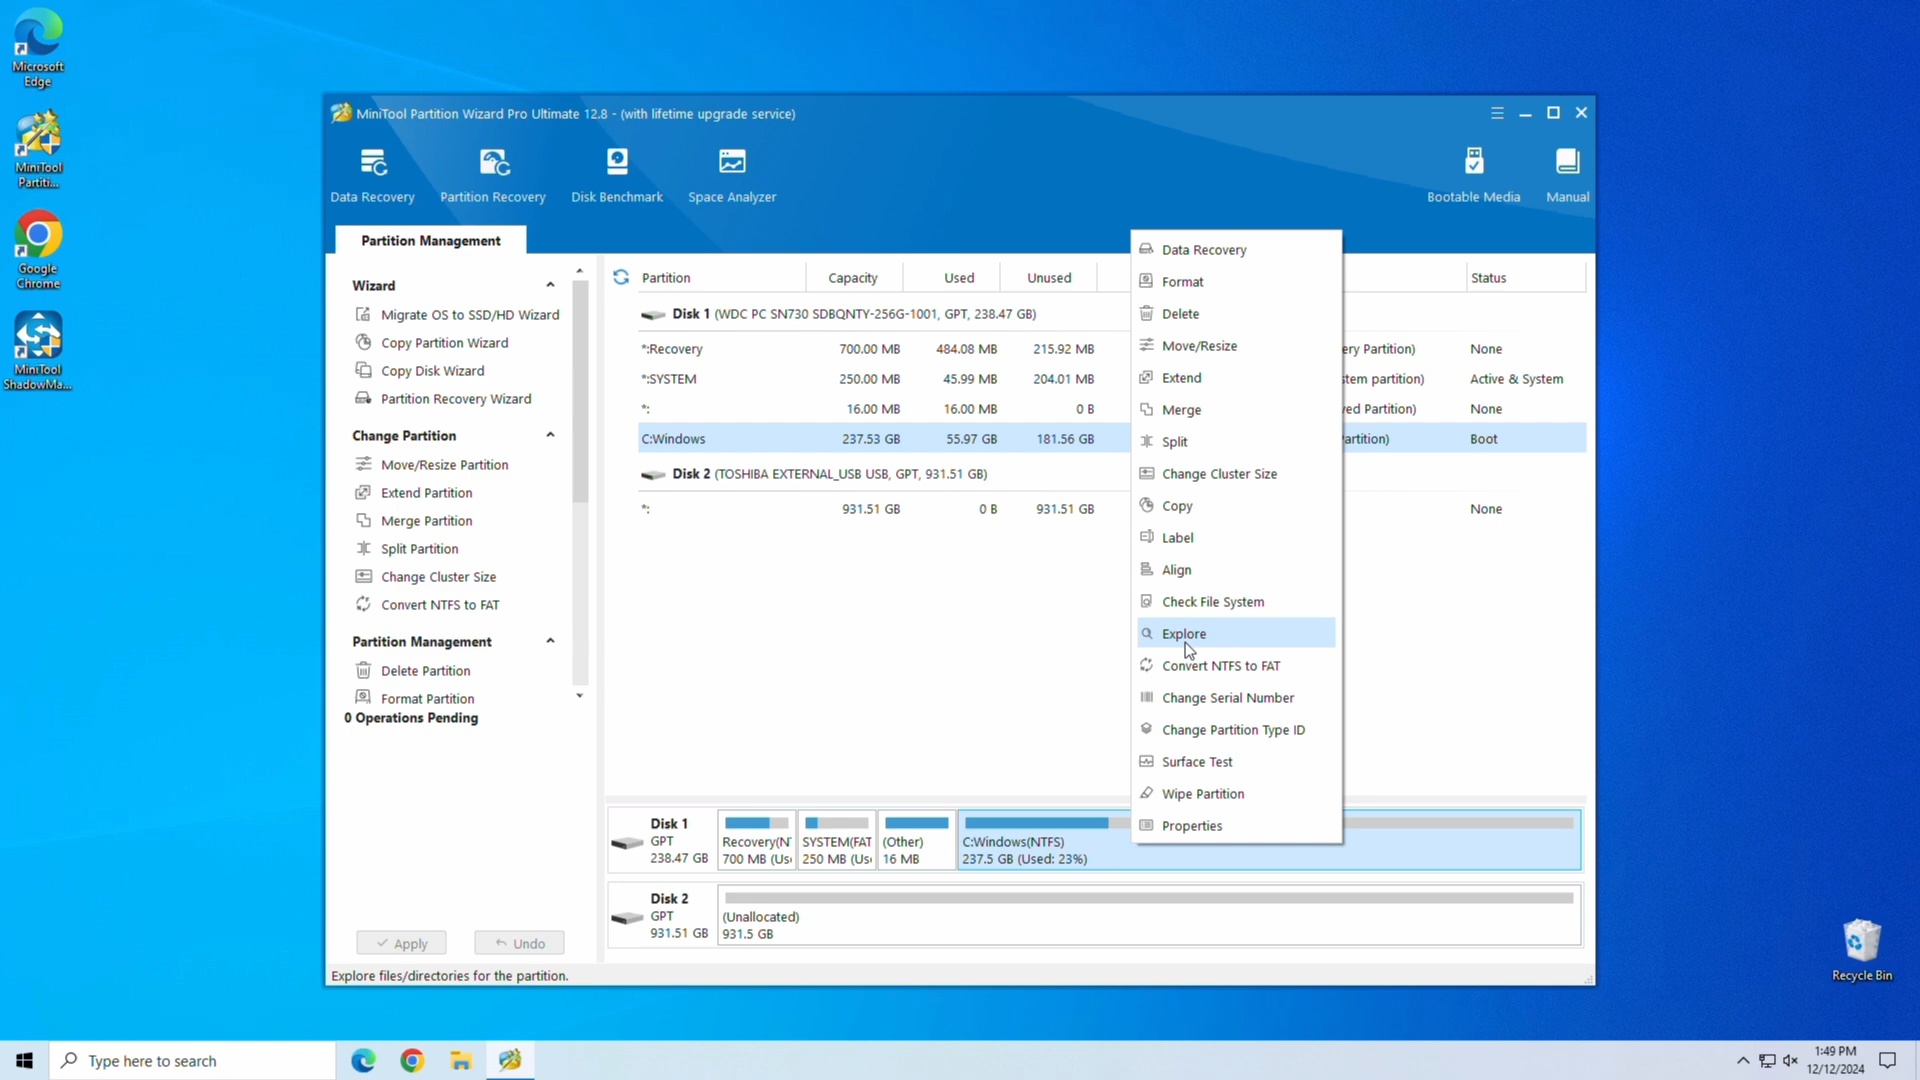 Microsoft
Edge
MiniTool
Partiti...
Google
Chrome
MiniTool
ShadowMa...
MiniTool Partition Wizard Pro Ultimate 12.8 - (with lifetime upgrade service)
Data Recovery
Partition Recovery
Disk Benchmark
Space Analyzer
Bootable Media
Manual
Partition Management
Wizard
Migrate OS to SSD/HD Wizard
Copy Partition Wizard
Copy Disk Wizard
Partition Recovery Wizard
Change Partition
Move/Resize Partition
Extend Partition
Merge Partition
Split Partition
Change Cluster Size
Convert NTFS to FAT
Partition Management
Delete Partition
Format Partition
0 Operations Pending
Apply
Undo
Explore files/directories for the partition.
Partition Capacity Used Unused Status
Disk 1 (WDC PC SN730 SDBQNTY-256G-1001, GPT, 238.47 GB)
*:Recovery 700.00 MB 484.08 MB 215.92 MB ery Partition) None
*:SYSTEM 250.00 MB 45.99 MB 204.01 MB tem partition) Active & System
*: 16.00 MB 16.00 MB 0 B ved Partition) None
C:Windows 237.53 GB 55.97 GB 181.56 GB artition) Boot
Disk 2 (TOSHIBA EXTERNAL_USB USB, GPT, 931.51 GB)
*: 931.51 GB 0 B 931.51 GB None
Data Recovery
Format
Delete
Move/Resize
Extend
Merge
Split
Change Cluster Size
Copy
Label
Align
Check File System
Explore
Convert NTFS to FAT
Change Serial Number
Change Partition Type ID
Surface Test
Wipe Partition
Properties
Disk 1
GPT
238.47 GB
Recovery(N
700 MB (Us
SYSTEM(FAT
250 MB (Us
(Other)
16 MB
C:Windows(NTFS)
237.5 GB (Used: 23%)
Disk 2
GPT
931.51 GB
(Unallocated)
931.5 GB
Recycle Bin
Type here to search
1:49 PM
12/12/2024